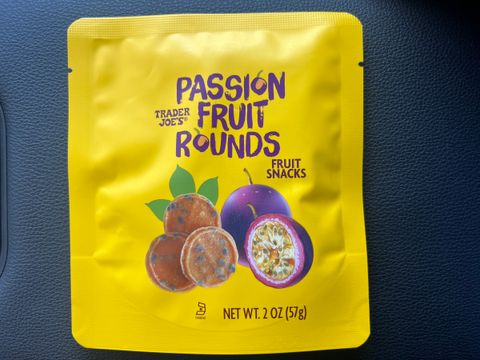 PASSION
TRADER JOE'S®
FRUIT
ROUNDS
FRUIT
SNACKS
NET WT. 2 OZ (57g)